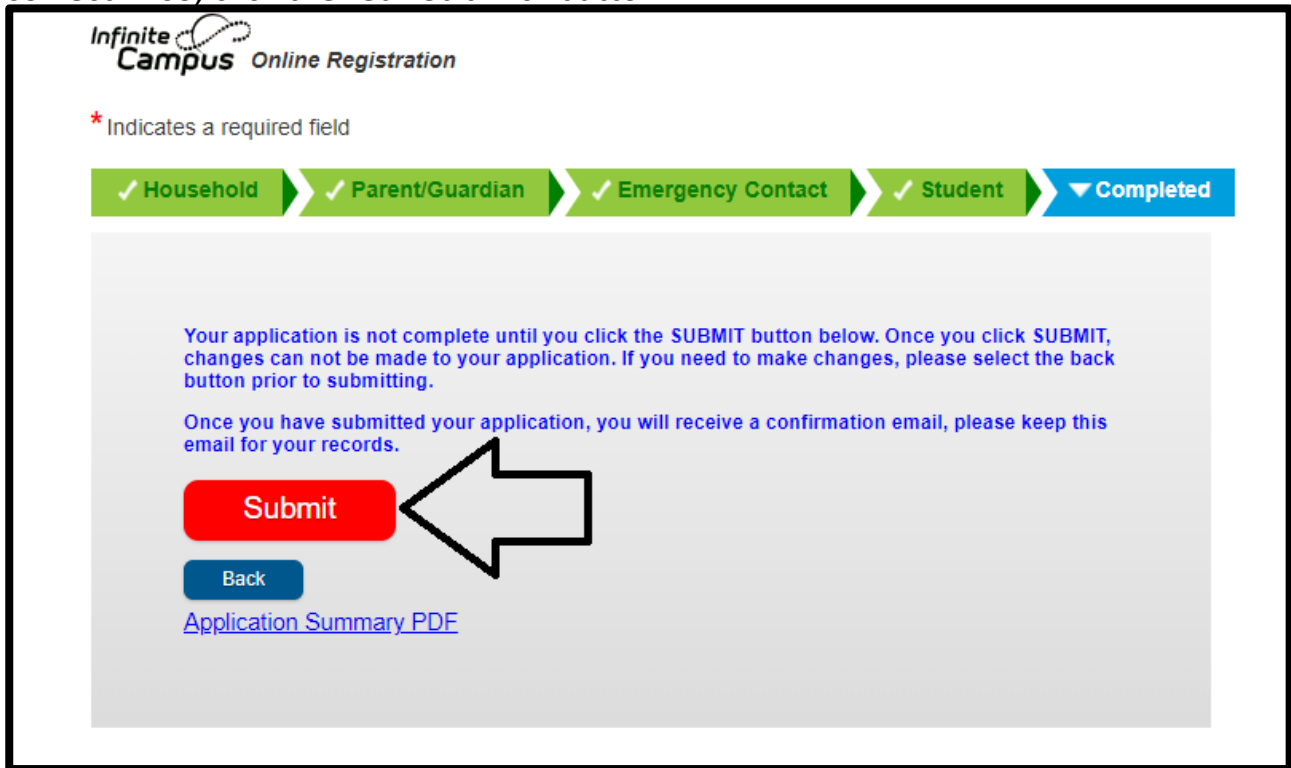 Infinite
Campus Online Registration
* Indicates a required field
✓ Household ✓ Parent/Guardian ✓ Emergency Contact ✓ Student ▼ Completed
Your application is not complete until you click the SUBMIT button below. Once you click SUBMIT,
changes can not be made to your application. If you need to make changes, please select the back
button prior to submitting.
Once you have submitted your application, you will receive a confirmation email, please keep this
email for your records.
Submit
Back
Application Summary PDF